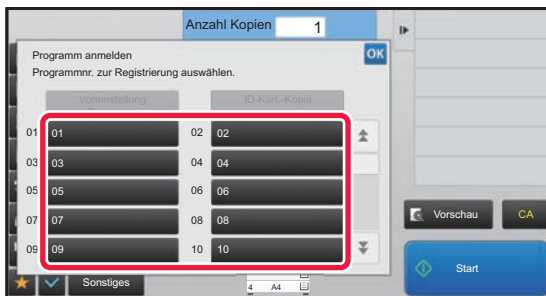 Anzahl Kopien 1
Programm anmelden OK
Programmnr. zur Registrierung auswählen.
Voreinstellung ID-Kart.-Kopie
01 01 02 02
03 03 04 04
05 05 06 06
07 07 08 08
09 09 10 10
Vorschau CA
Start
Sonstiges
4 A4